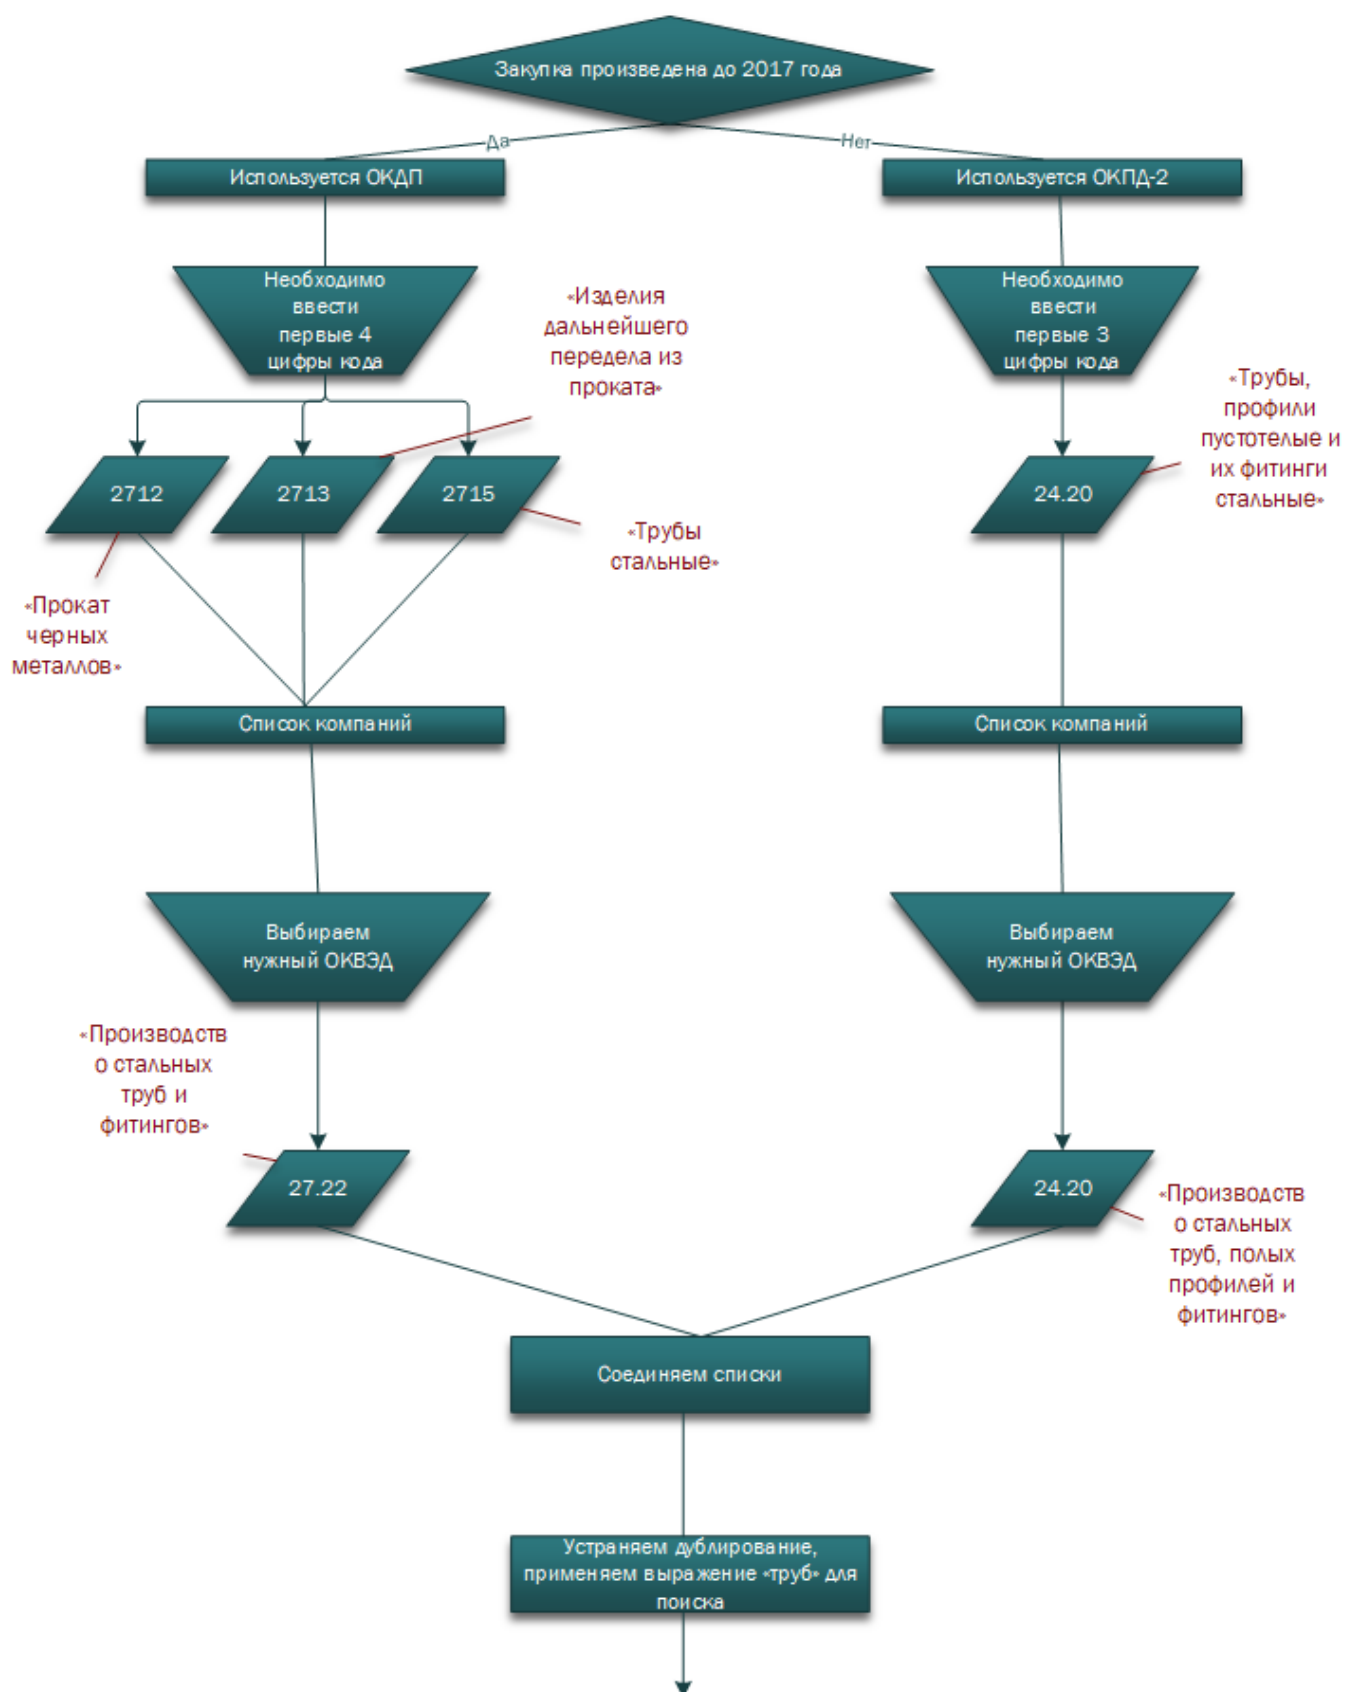 Закупка произведена до 2017 года
Да
Нет
Используется ОКДП
Используется ОКПД-2
Необходимо
ввести
первые 4
цифры кода
«Изделия
дальнейшего
передела из
проката»
Необходимо
ввести
первые 3
цифры кода
«Трубы,
профили
пустотелые и
их фитинги
стальные»
2712
2713
2715
24.20
«Трубы
стальные»
«Прокат
черных
металлов»
Список компаний
Список компаний
Выбираем
нужный ОКВЭД
Выбираем
нужный ОКВЭД
«Производств
о стальных
труб и
фитингов»
27.22
24.20
«Производств
о стальных
труб, полых
профилей и
фитингов»
Соединяем списки
Устраняем дублирование,
применяем выражение «труб» для
поиска